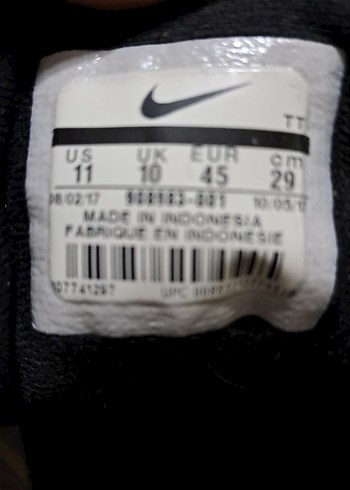 TT
US UK EUR cm
11 10 45 29
08/02/17 10/05/17
MADE IN INDONESIA
FABRIQUE EN INDONESIE
UPC